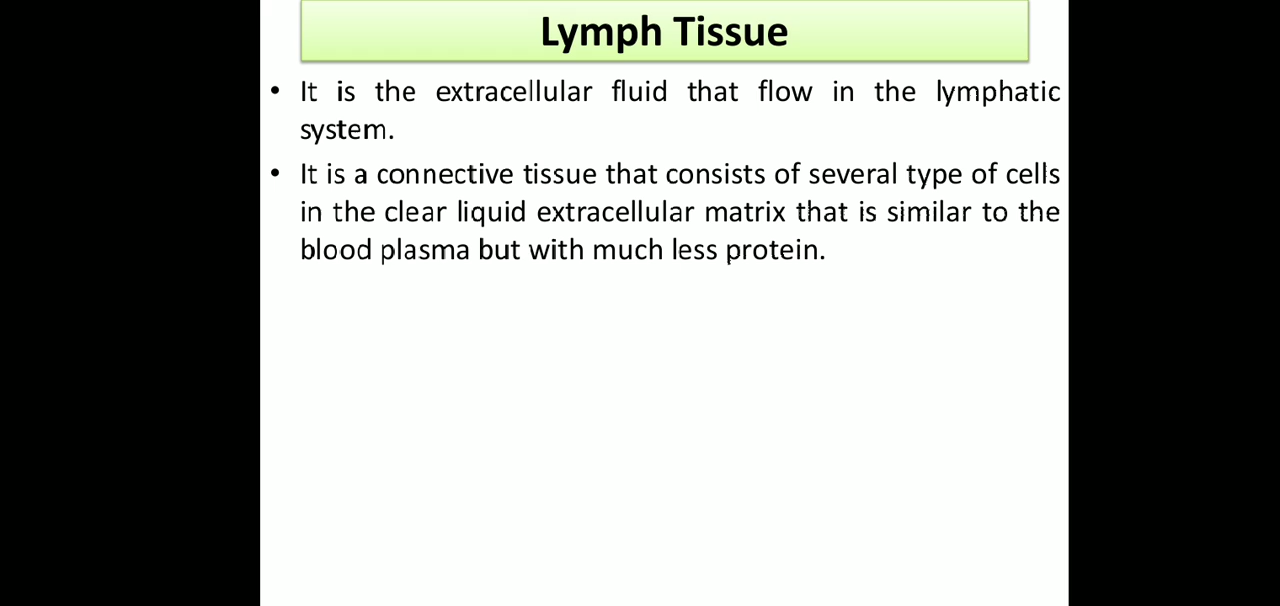 Lymph Tissue
• It is the extracellular fluid that flow in the lymphatic
system.
• It is a connective tissue that consists of several type of cells
in the clear liquid extracellular matrix that is similar to the
blood plasma but with much less protein.